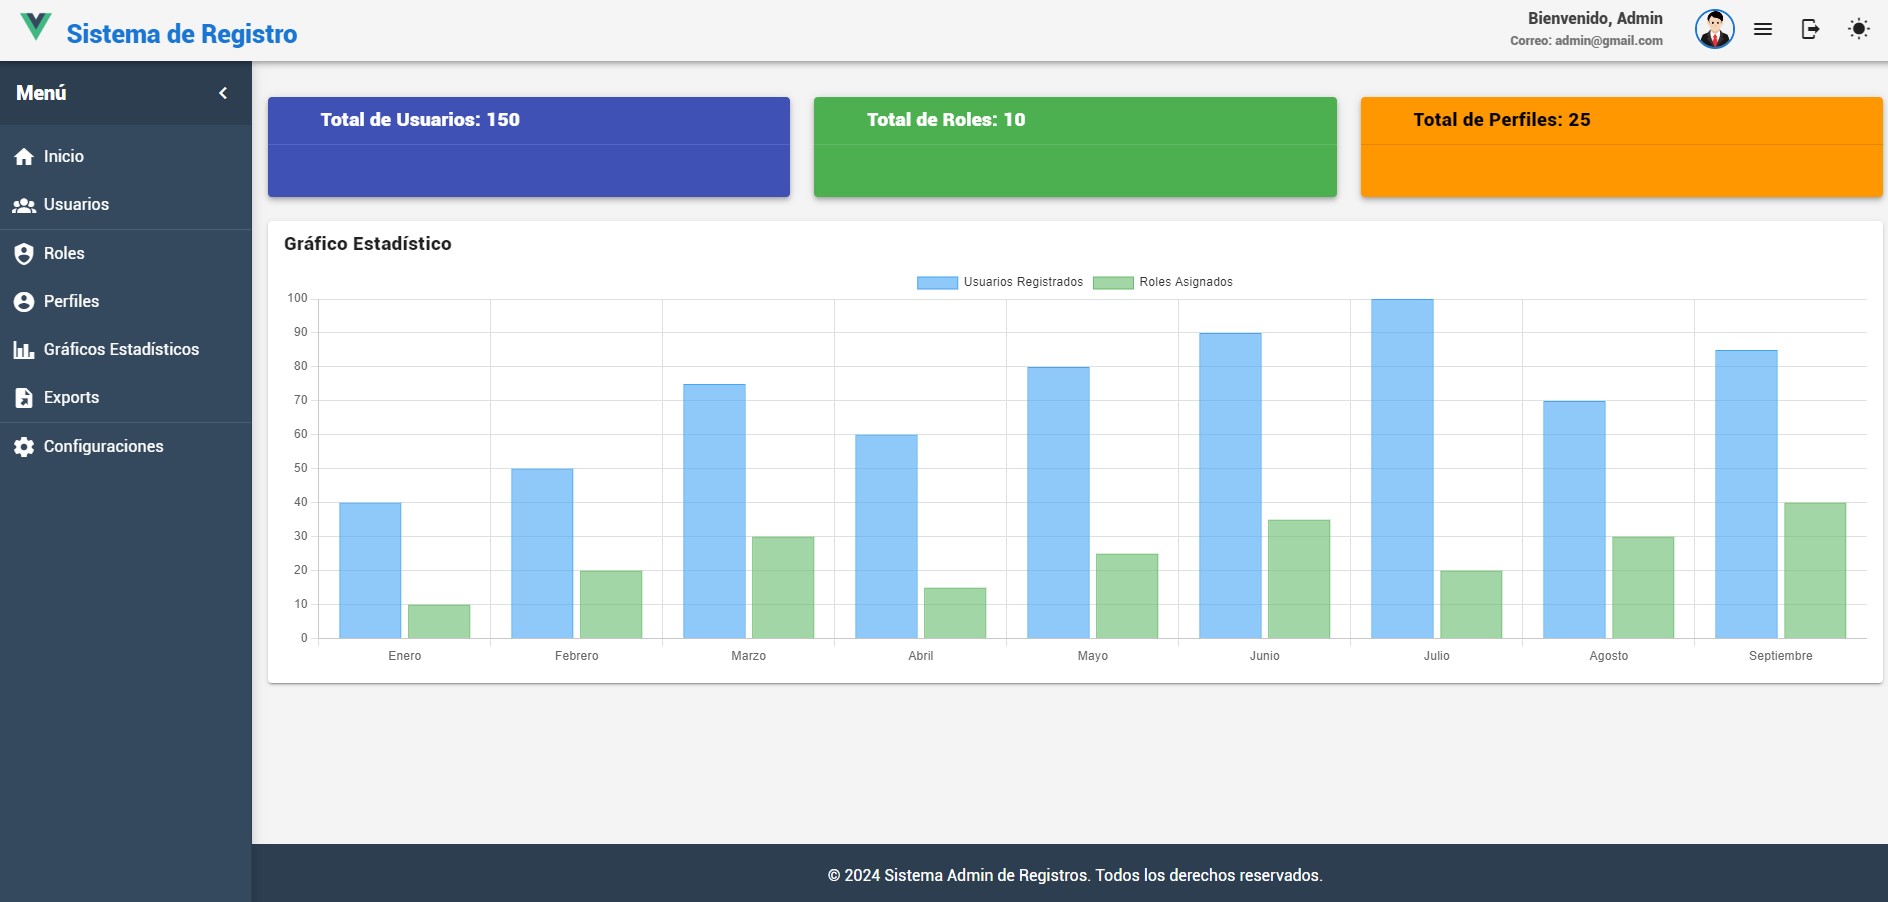 Sistema de Registro
Bienvenido, Admin
Correo: admin@gmail.com
Menú
Inicio
Usuarios
Roles
Perfiles
Gráficos Estadísticos
Exports
Configuraciones
Total de Usuarios: 150
Total de Roles: 10
Total de Perfiles: 25
Gráfico Estadístico
Usuarios Registrados Roles Asignados
100
90
80
70
60
50
40
30
20
10
0
Enero Febrero Marzo Abril Mayo Junio Julio Agosto Septiembre
© 2024 Sistema Admin de Registros. Todos los derechos reservados.